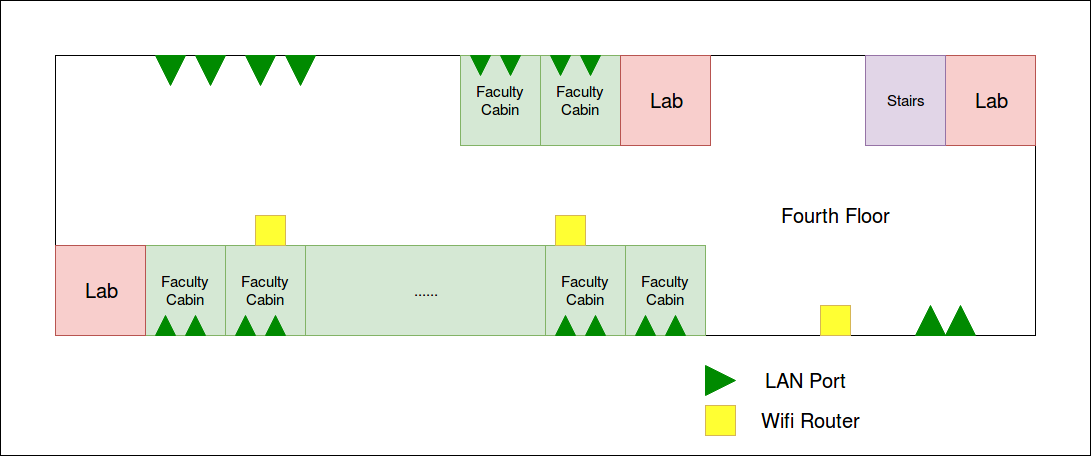 Faculty
Cabin
Faculty
Cabin
Lab
Stairs
Lab
Fourth Floor
Lab
Faculty
Cabin
Faculty
Cabin
......
Faculty
Cabin
Faculty
Cabin
LAN Port
Wifi Router